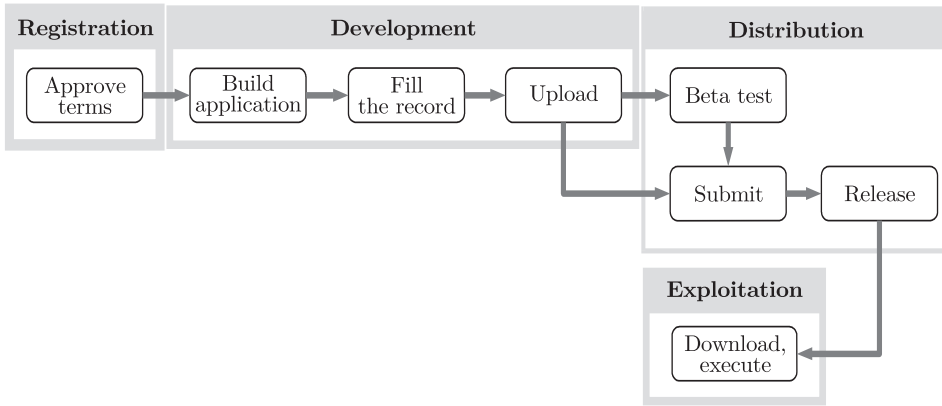 Registration
Approve
terms
Development
Build
application
Fill
the record
Upload
Distribution
Beta test
Submit
Release
Exploitation
Download,
execute